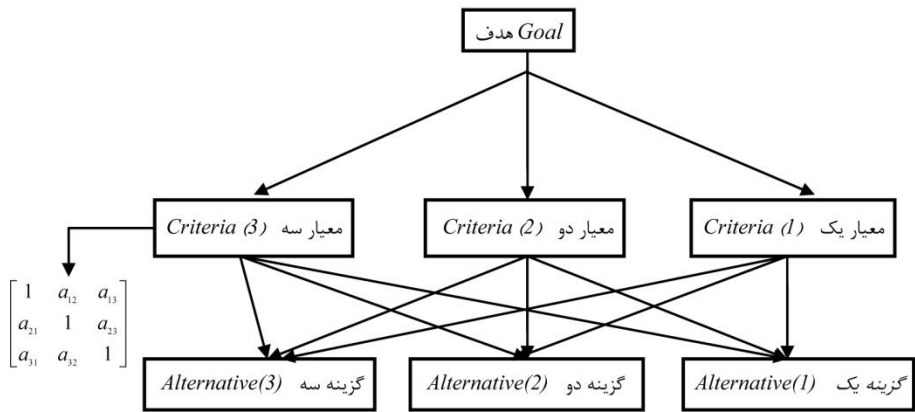 هدف Goal
معیار یک Criteria (1)
معیار دو Criteria (2)
معیار سه Criteria (3)
1 a₁₂ a₁₃
a₂₁ 1 a₂₃
a₃₁ a₃₂ 1
گزینه یک Alternative(1)
گزینه دو Alternative(2)
گزینه سه Alternative(3)